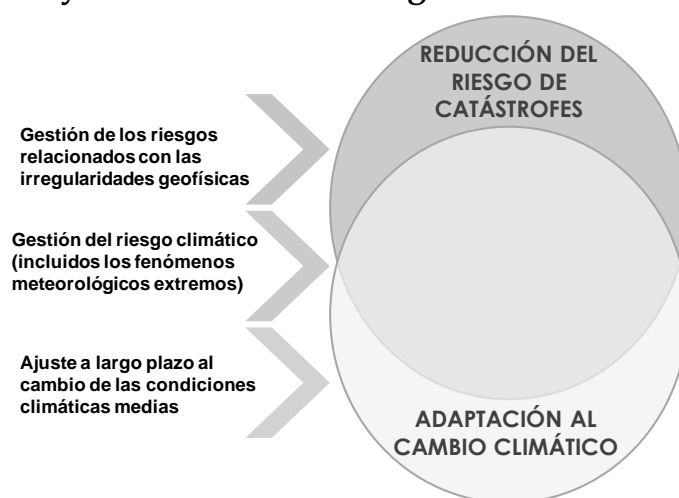 REDUCCIÓN DEL
RIESGO DE
CATÁSTROFES
Gestión de los riesgos
relacionados con las
irregularidades geofísicas
Gestión del riesgo climático
(incluidos los fenómenos
meteorológicos extremos)
Ajuste a largo plazo al
cambio de las condiciones
climáticas medias
ADAPTACIÓN AL
CAMBIO CLIMÁTICO